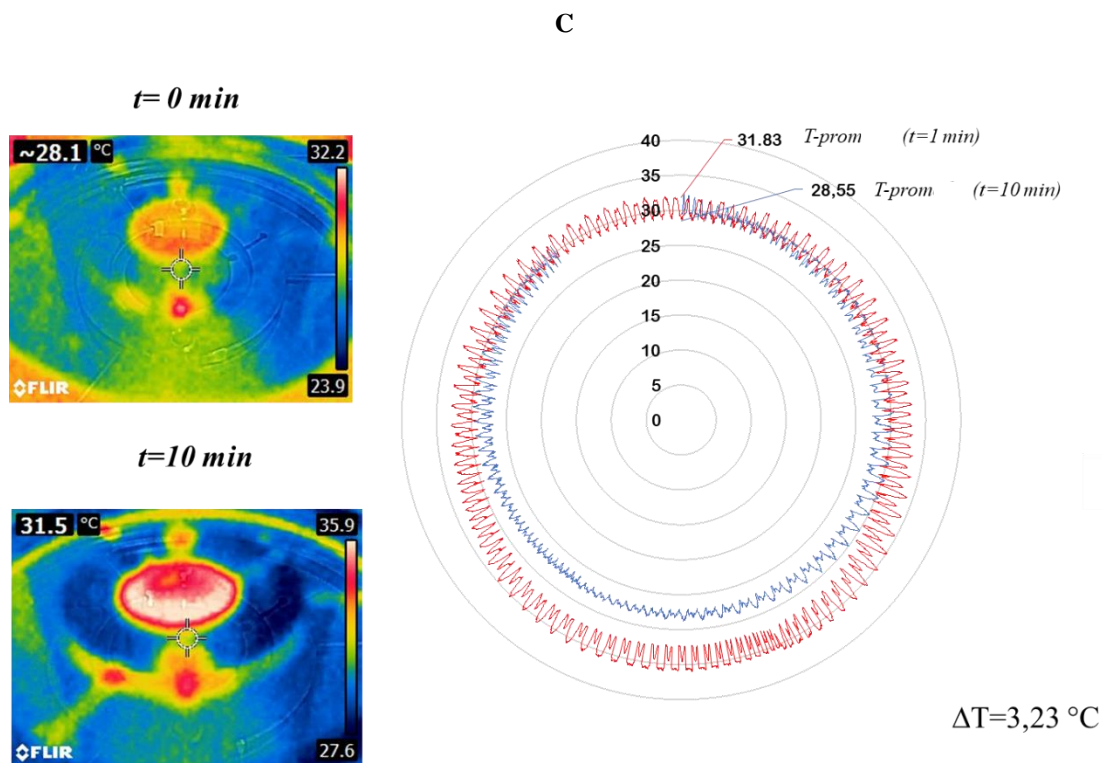 C
t= 0 min
~28.1 °C
32.2
23.9
FLIR
t=10 min
31.5 °C
35.9
27.6
FLIR
40
35
30
25
20
15
10
5
0
31.83 T-prom (t=1 min)
28,55 T-prom (t=10 min)
ΔT=3,23 °C